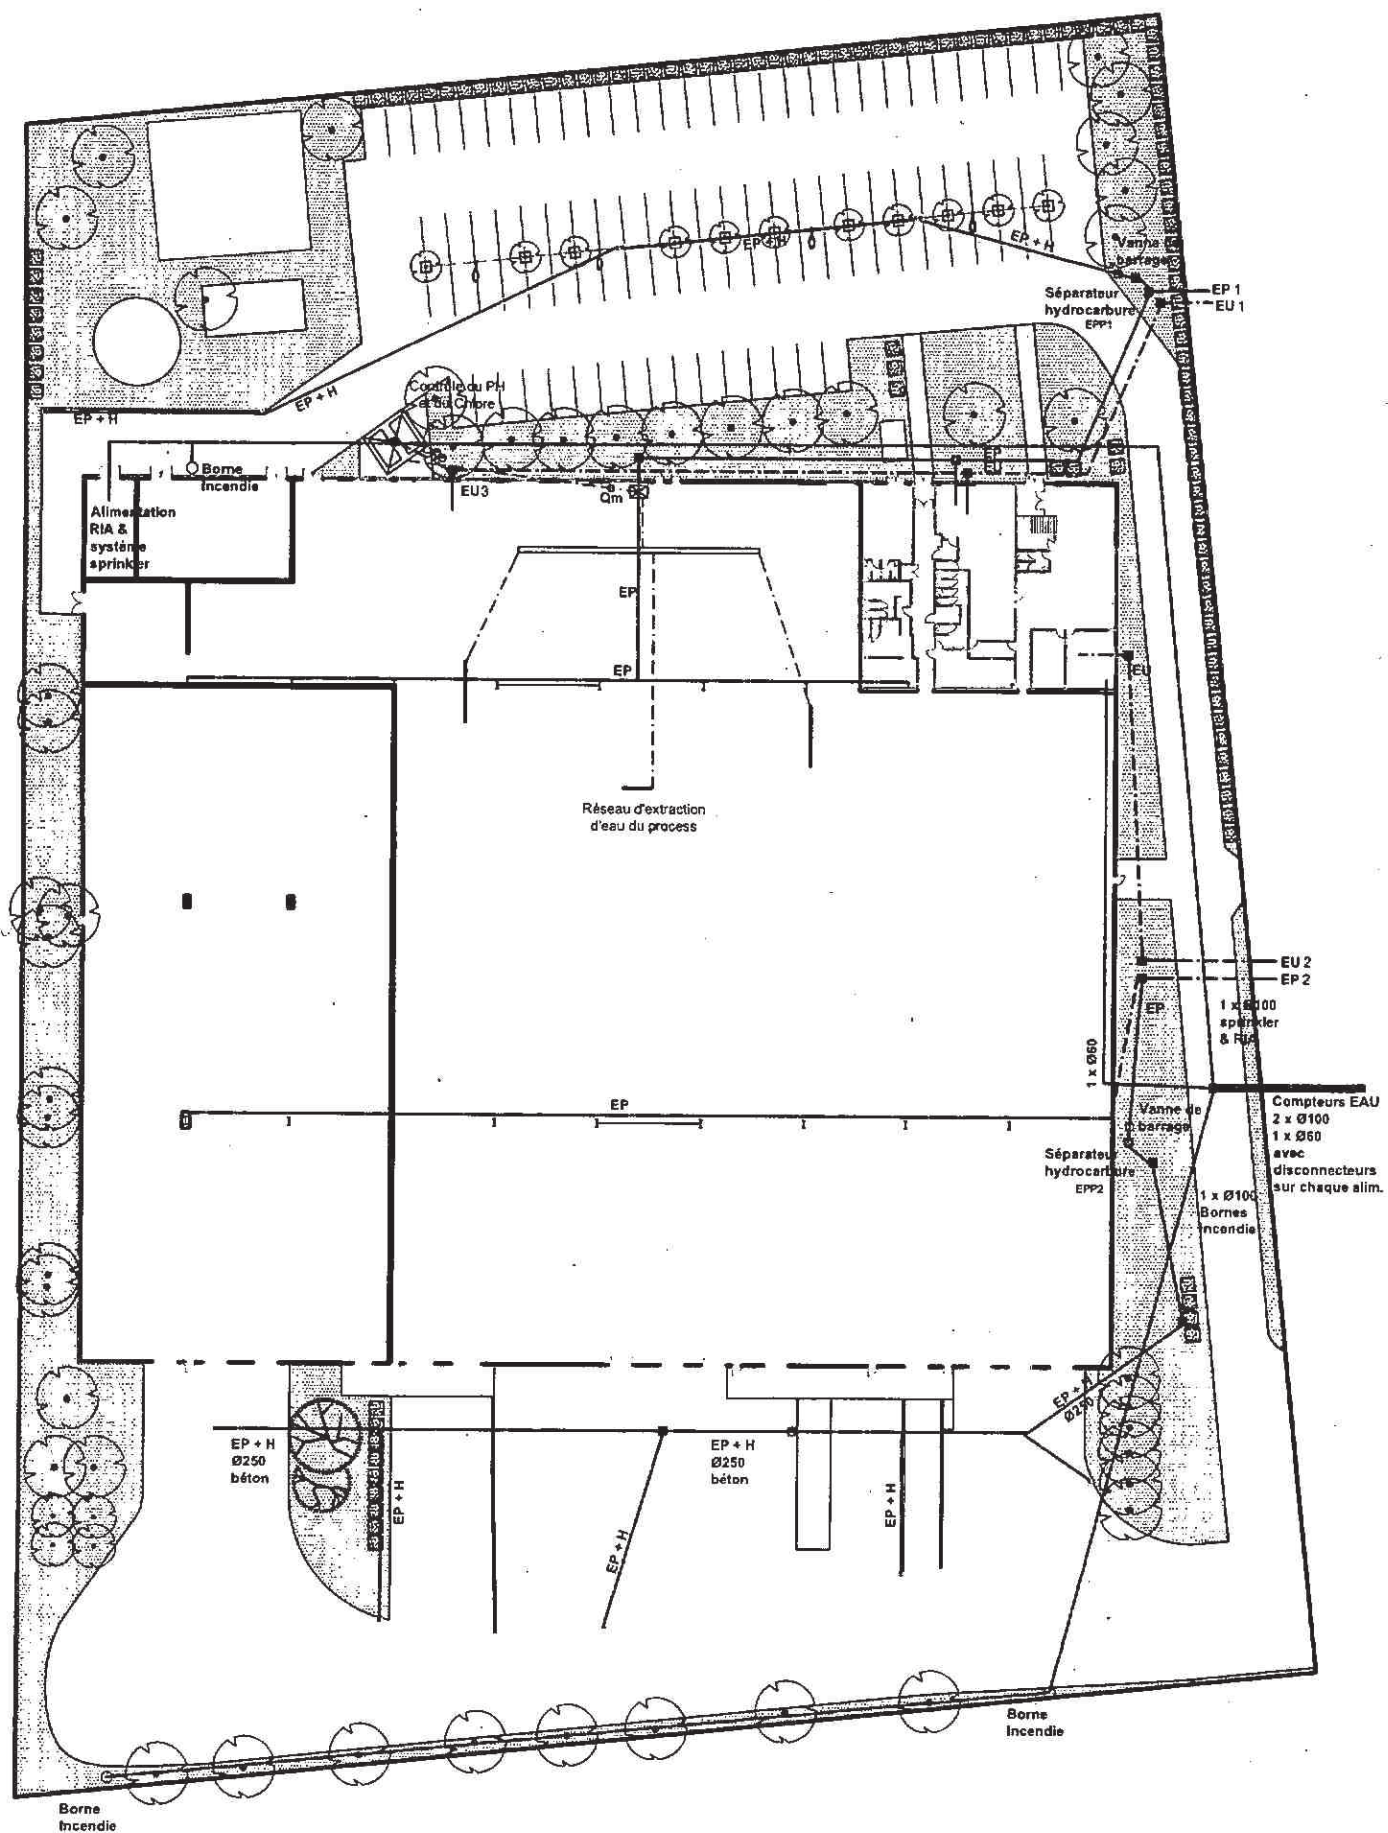 EP + H
EP + H
Vanne
barrage
Séparateur
hydrocarbure
EPP1
EP 1
EU 1
EP + H
EP + H
Contrôle du PH
et du Chlore
Borne
Incendie
EU3
Qm
Alimentation
RIA &
système
sprinkler
EP
EP
EU
Réseau d'extraction
d'eau du process
EU 2
EP 2
EP
1 x Ø100
sprinkler
& RIA
1 x Ø60
EP
Compteurs EAU
2 x Ø100
1 x Ø60
avec
disconnecteurs
sur chaque alim.
Vanne de
barrage
Séparateur
hydrocarbure
EPP2
1 x Ø100
Bornes
Incendie
EP + H
Ø250
EP + H
Ø250
béton
EP + H
Ø250
béton
EP + H
EP + H
EP + H
Borne
Incendie
Borne
Incendie